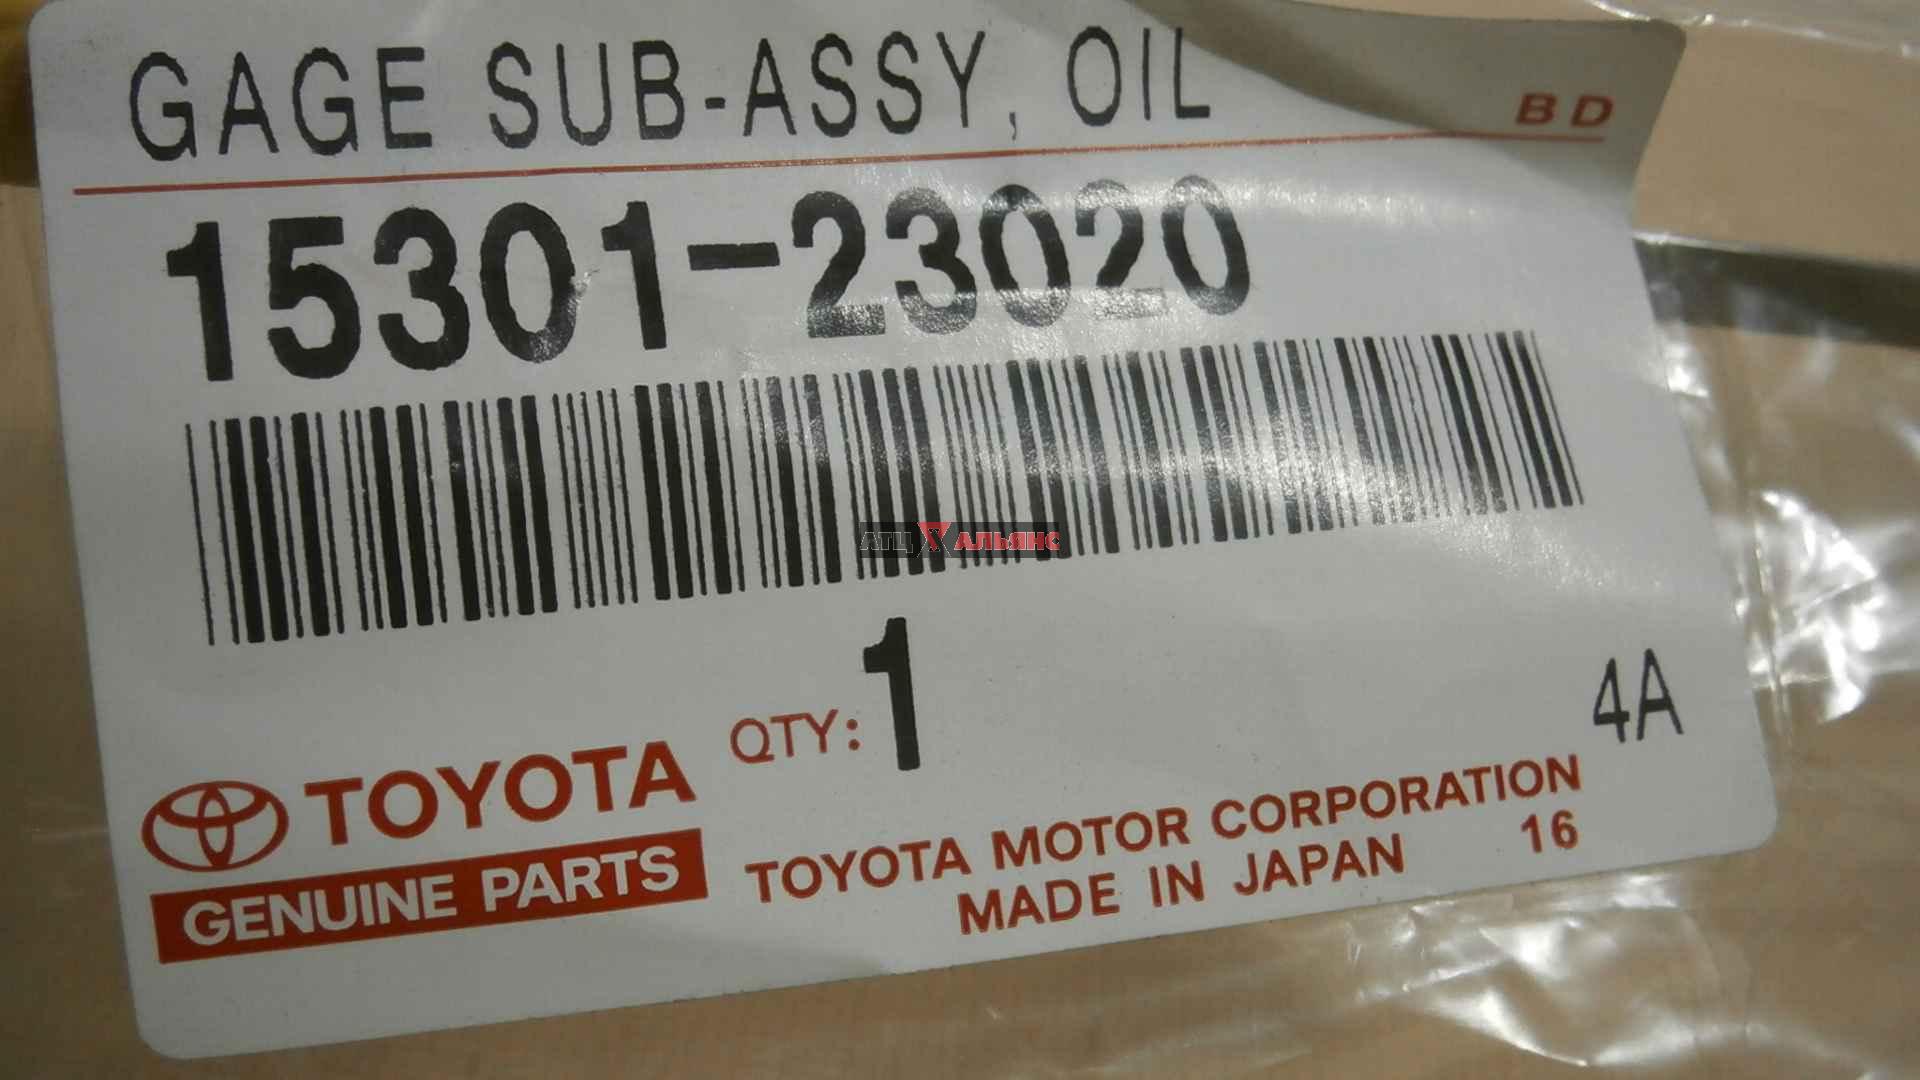 GAGE SUB-ASSY, OIL
BD
15301-23020
АТЦ АЛЬЯНС
QTY: 1
4A
TOYOTA
GENUINE PARTS
TOYOTA MOTOR CORPORATION
MADE IN JAPAN 16